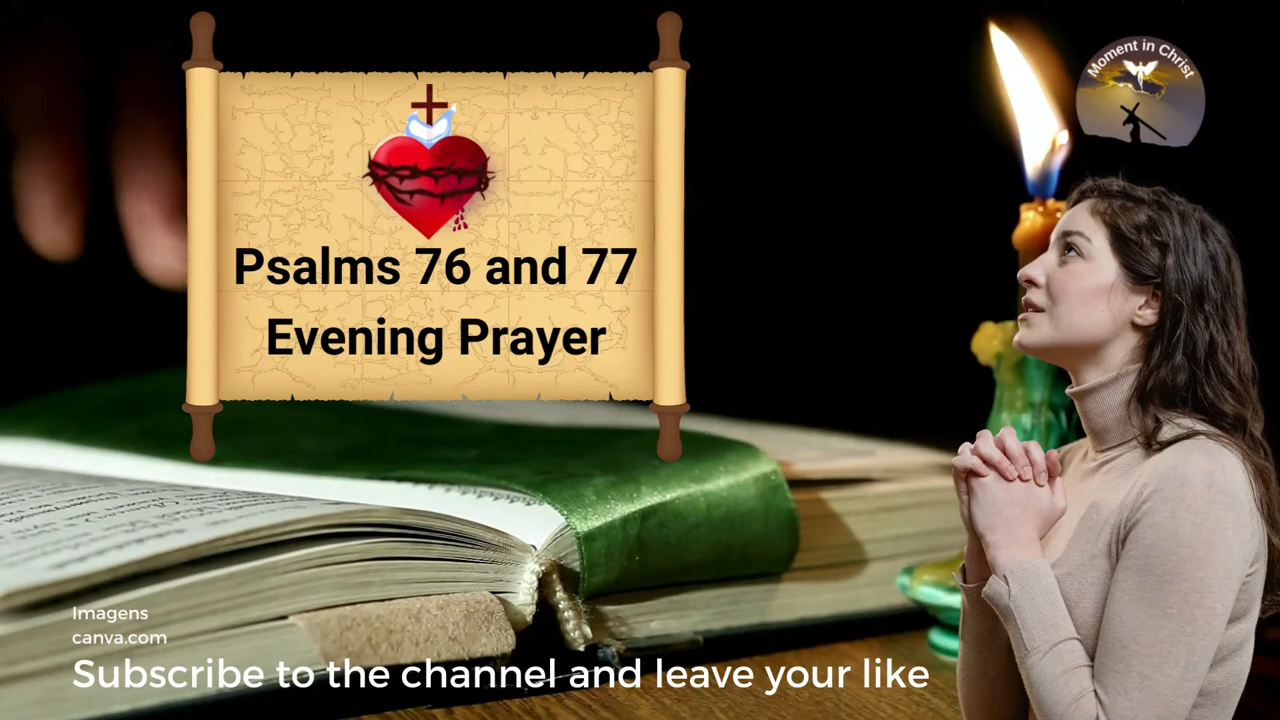 Moment in Christ
Psalms 76 and 77
Evening Prayer
Imagens
canva.com
Subscribe to the channel and leave your like